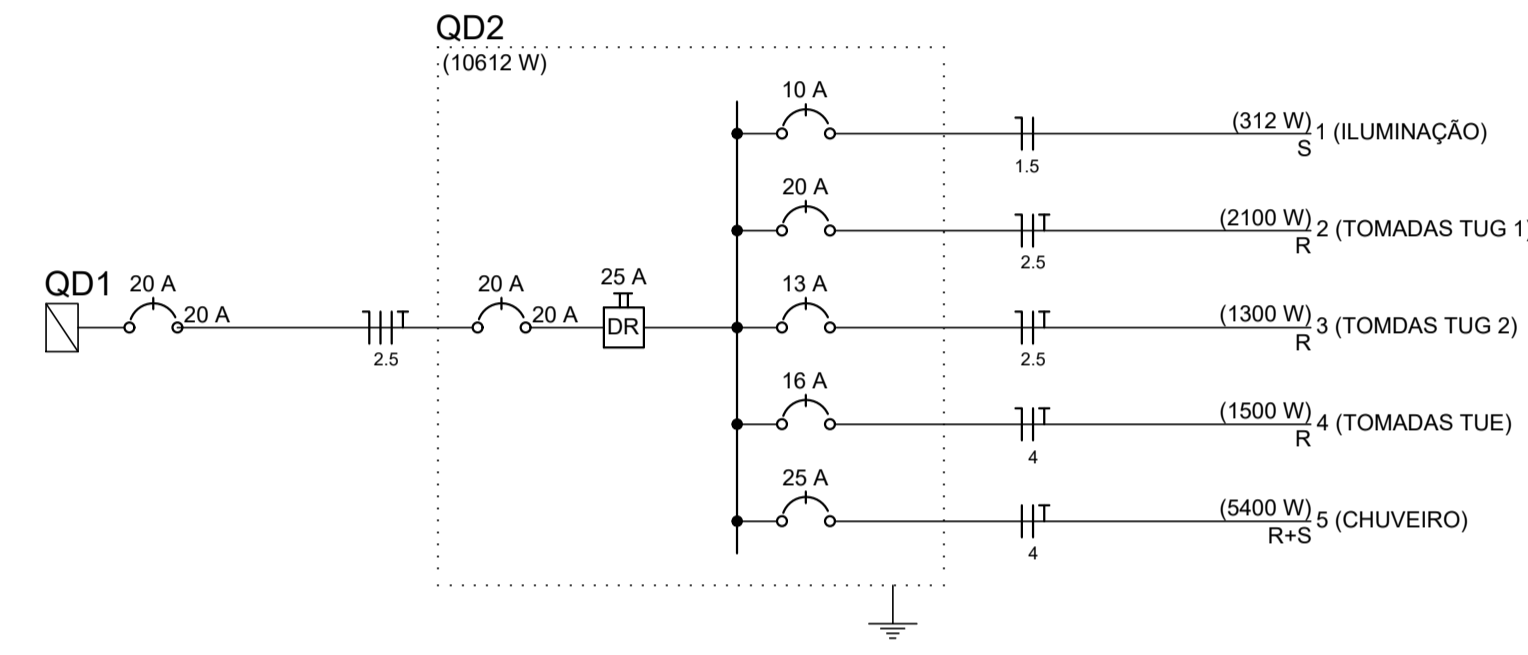 QD2
(10612 W)
10 A
(312 W)
1 (ILUMINAÇÃO)
S
1.5
20 A
(2100 W)
2 (TOMADAS TUG 1)
R
2.5
QD1
20 A
20 A
2.5
20 A
20 A
25 A
DR
13 A
(1300 W)
3 (TOMDAS TUG 2)
R
2.5
16 A
(1500 W)
4 (TOMADAS TUE)
R
4
25 A
(5400 W)
5 (CHUVEIRO)
R+S
4